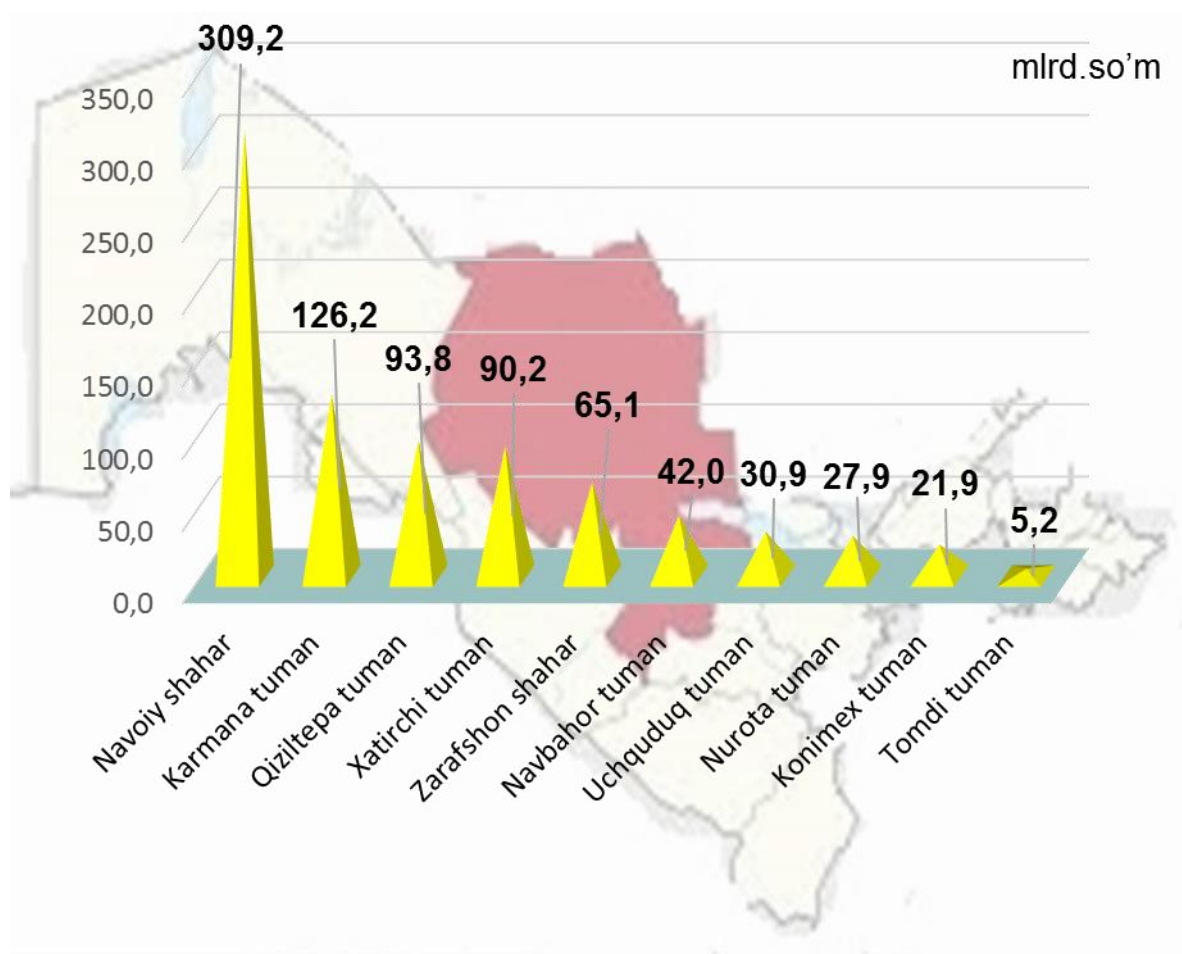 309,2
mlrd.so’m
350,0
300,0
250,0
200,0
150,0
100,0
50,0
0,0
126,2
93,8
90,2
65,1
42,0
30,9
27,9
21,9
5,2
Navoiy shahar
Karmana tuman
Qiziltepa tuman
Xatirchi tuman
Zarafshon shahar
Navbahor tuman
Uchquduq tuman
Nurota tuman
Konimex tuman
Tomdi tuman